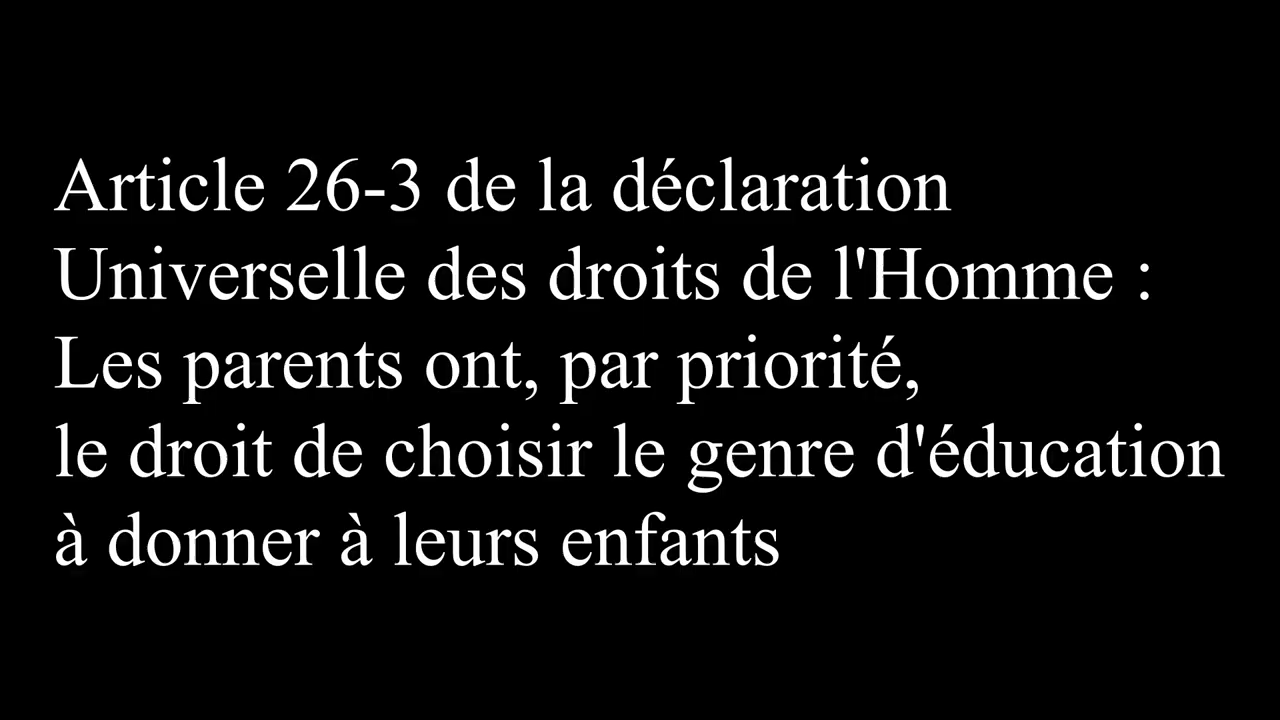 Article 26-3 de la déclaration
Universelle des droits de l'Homme :
Les parents ont, par priorité,
le droit de choisir le genre d'éducation
à donner à leurs enfants